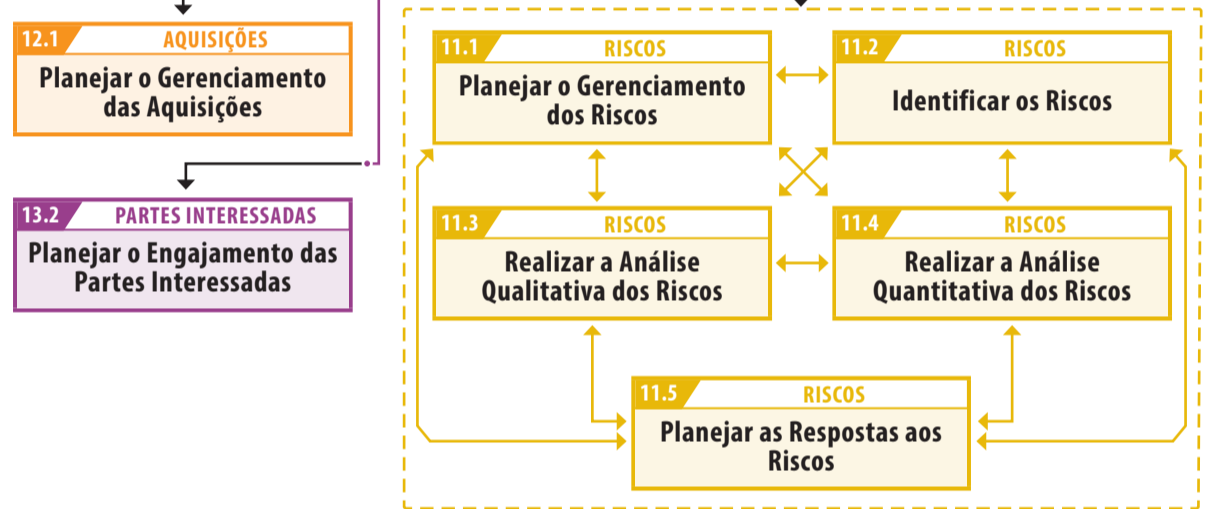 12.1 AQUISIÇÕES
Planejar o Gerenciamento
das Aquisições
13.2 PARTES INTERESSADAS
Planejar o Engajamento das
Partes Interessadas
11.1 RISCOS
Planejar o Gerenciamento
dos Riscos
11.2 RISCOS
Identificar os Riscos
11.3 RISCOS
Realizar a Análise
Qualitativa dos Riscos
11.4 RISCOS
Realizar a Análise
Quantitativa dos Riscos
11.5 RISCOS
Planejar as Respostas aos
Riscos